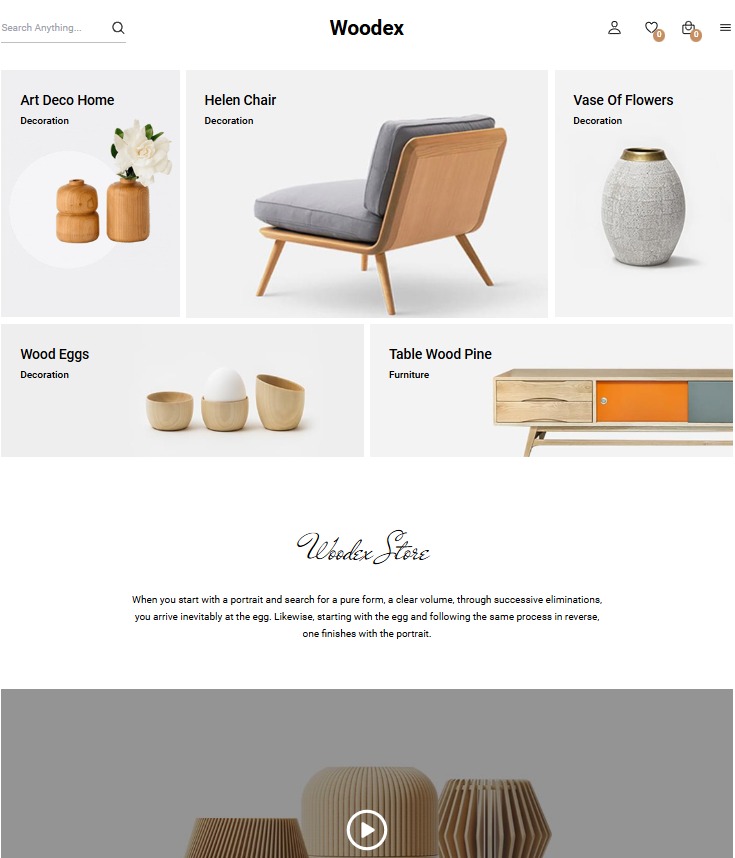 Search Anything...
Woodex
0
0
Art Deco Home
Decoration
Helen Chair
Decoration
Vase Of Flowers
Decoration
Wood Eggs
Decoration
Table Wood Pine
Furniture
Woodex Store
When you start with a portrait and search for a pure form, a clear volume, through successive eliminations,
you arrive inevitably at the egg. Likewise, starting with the egg and following the same process in reverse,
one finishes with the portrait.